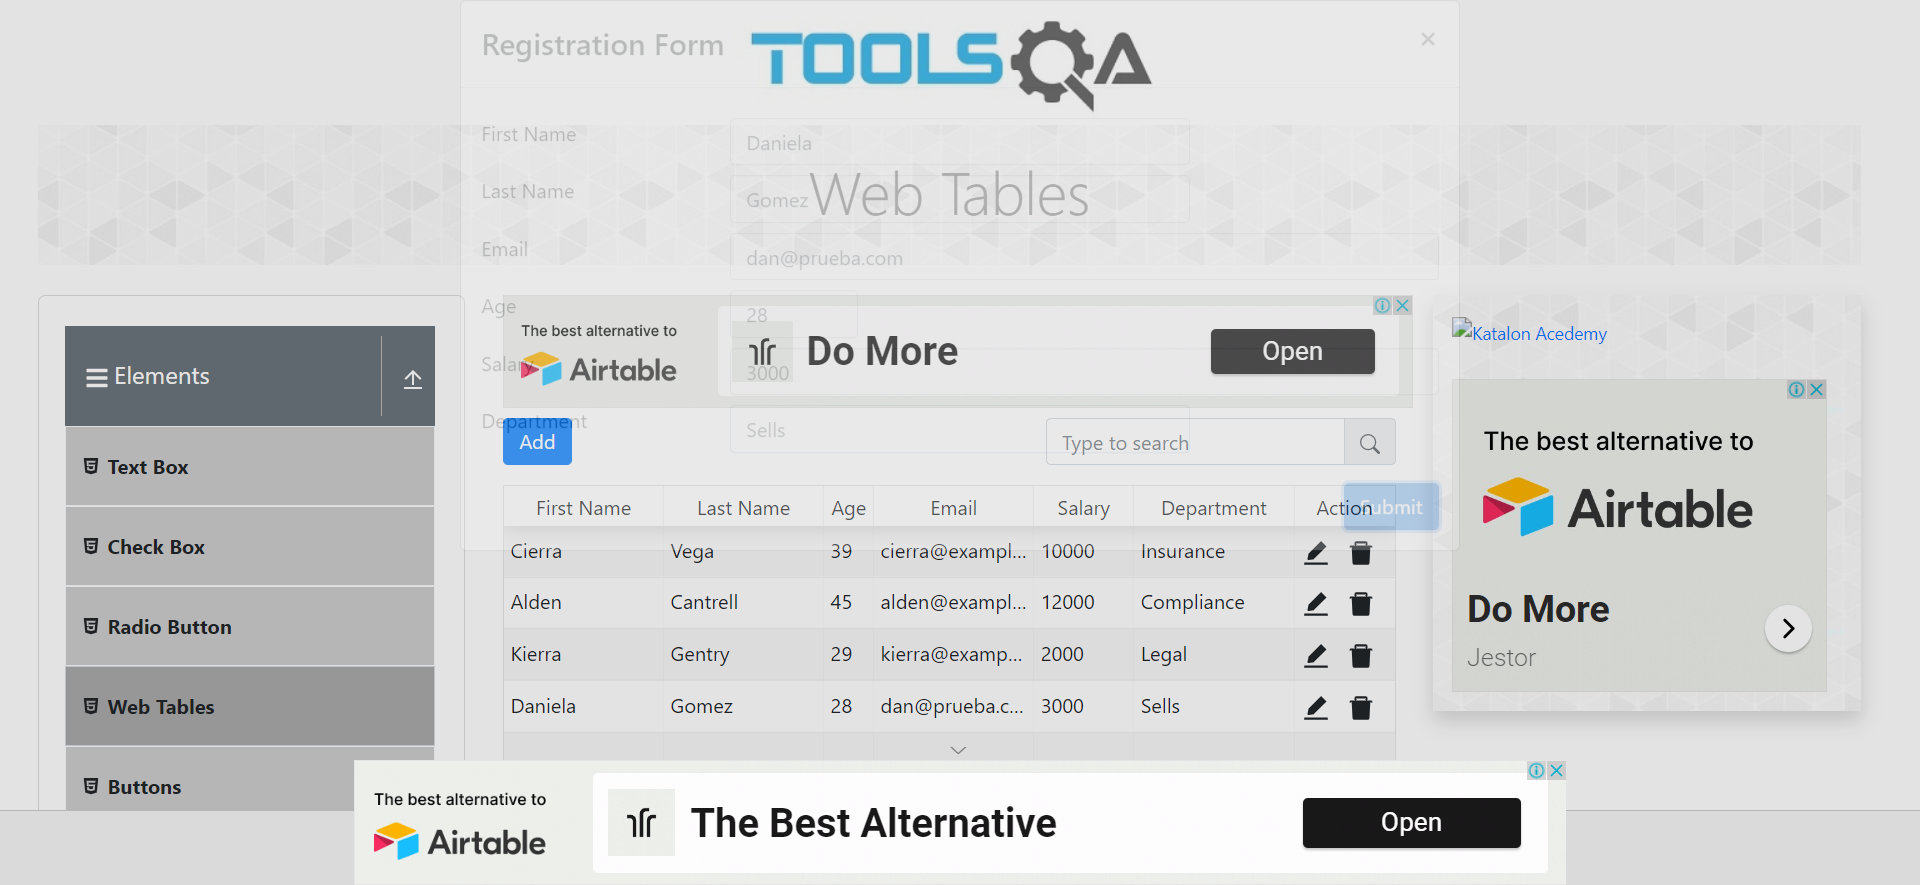 Registration Form
TOOLSQA
×
First Name
Daniela
Last Name
Gomez
Web Tables
Email
dan@prueba.com
Age
28
Salary
3000
Department
Sells
Submit
The best alternative to
Airtable
Do More
Open
Katalon Acedemy
Elements
Text Box
Check Box
Radio Button
Web Tables
Buttons
Add
Type to search
First Name Last Name Age Email Salary Department Action
Cierra Vega 39 cierra@exampl... 10000 Insurance
Alden Cantrell 45 alden@exampl... 12000 Compliance
Kierra Gentry 29 kierra@examp... 2000 Legal
Daniela Gomez 28 dan@prueba.c... 3000 Sells
The best alternative to
Airtable
Do More
Jestor
The best alternative to
Airtable
The Best Alternative
Open